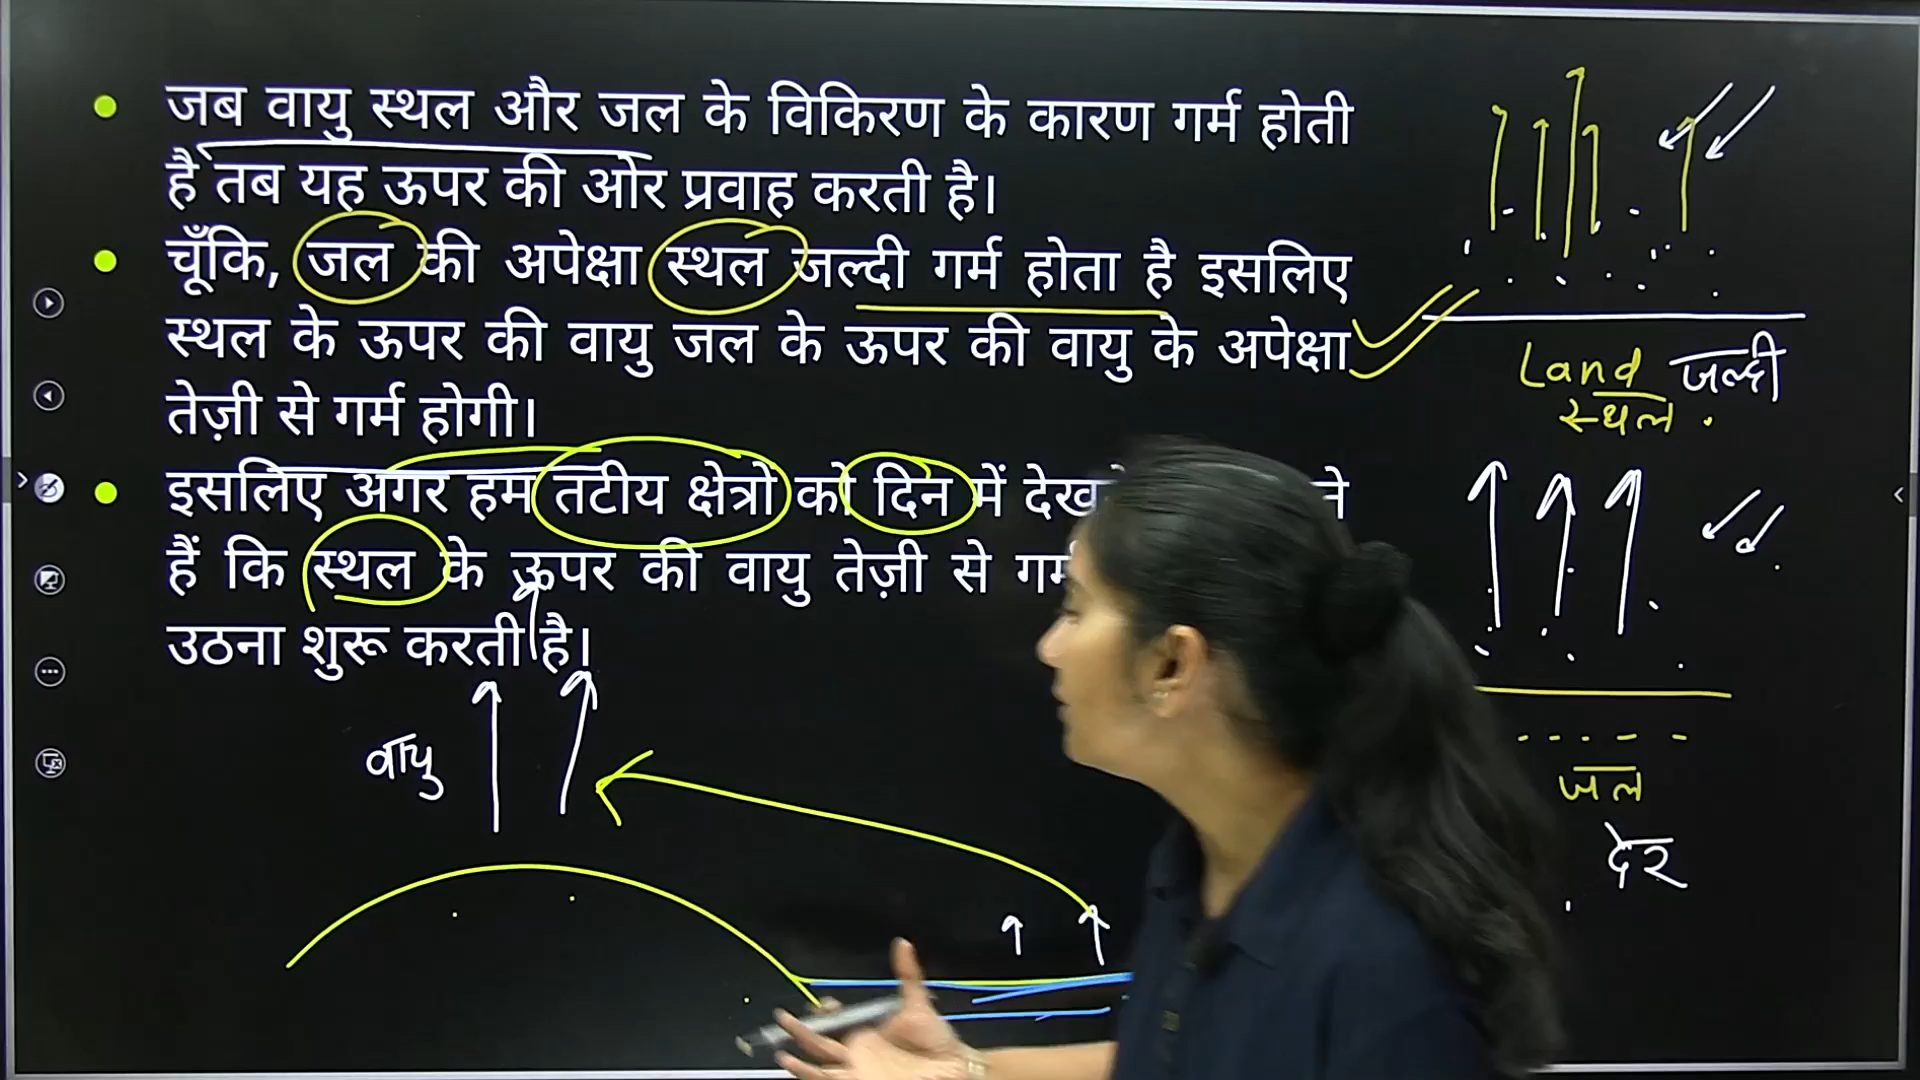 जब वायु स्थल और जल के विकिरण के कारण गर्म होती
है तब यह ऊपर की ओर प्रवाह करती है।
चूँकि, जल की अपेक्षा स्थल जल्दी गर्म होता है इसलिए
स्थल के ऊपर की वायु जल के ऊपर की वायु के अपेक्षा
तेज़ी से गर्म होगी।
इसलिए अगर हम तटीय क्षेत्रों को दिन में
हैं कि स्थल के ऊपर की वायु तेज़ी से
उठना शुरू करती है।
वायु
Land जल्दी
स्थल
जल
देर